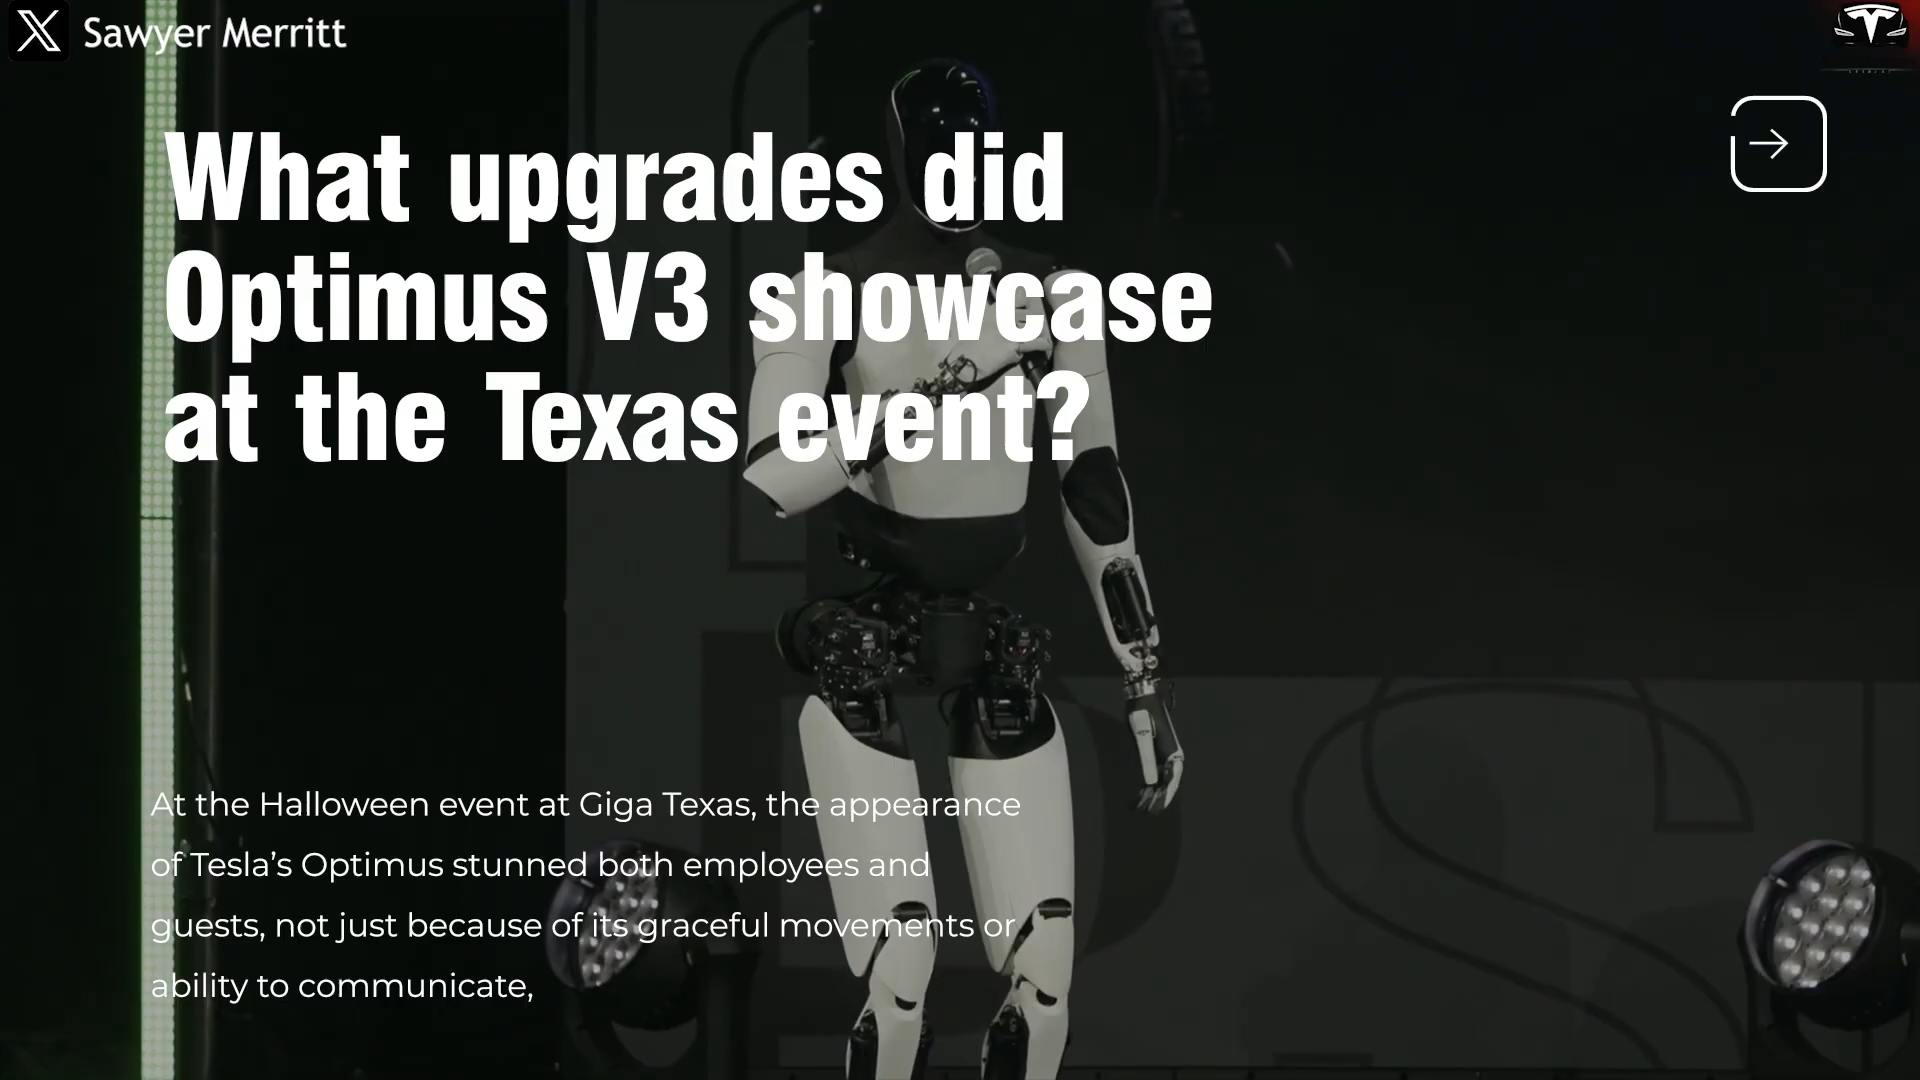 Sawyer Merritt
What upgrades did
Optimus V3 showcase
at the Texas event?
At the Halloween event at Giga Texas, the appearance
of Tesla’s Optimus stunned both employees and
guests, not just because of its graceful movements or
ability to communicate,